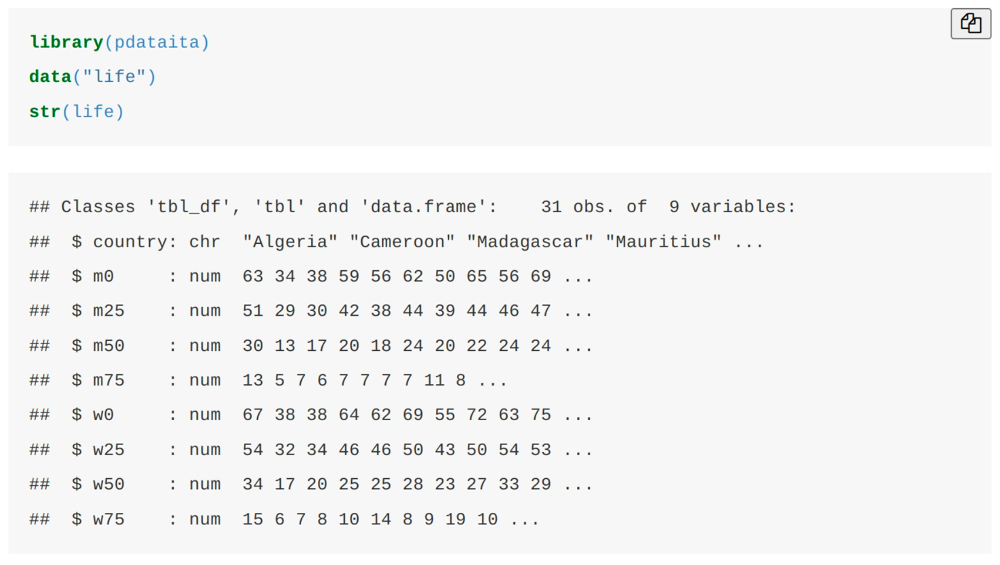 library(pdataita)
data("life")
str(life)
## Classes 'tbl_df', 'tbl' and 'data.frame':    31 obs. of  9 variables:
##  $ country: chr  "Algeria" "Cameroon" "Madagascar" "Mauritius" ...
##  $ m0     : num  63 34 38 59 56 62 50 65 56 69 ...
##  $ m25    : num  51 29 30 42 38 44 39 44 46 47 ...
##  $ m50    : num  30 13 17 20 18 24 20 22 24 24 ...
##  $ m75    : num  13 5 7 6 7 7 7 7 11 8 ...
##  $ w0     : num  67 38 38 64 62 69 55 72 63 75 ...
##  $ w25    : num  54 32 34 46 46 50 43 50 54 53 ...
##  $ w50    : num  34 17 20 25 25 28 23 27 33 29 ...
##  $ w75    : num  15 6 7 8 10 14 8 9 19 10 ...